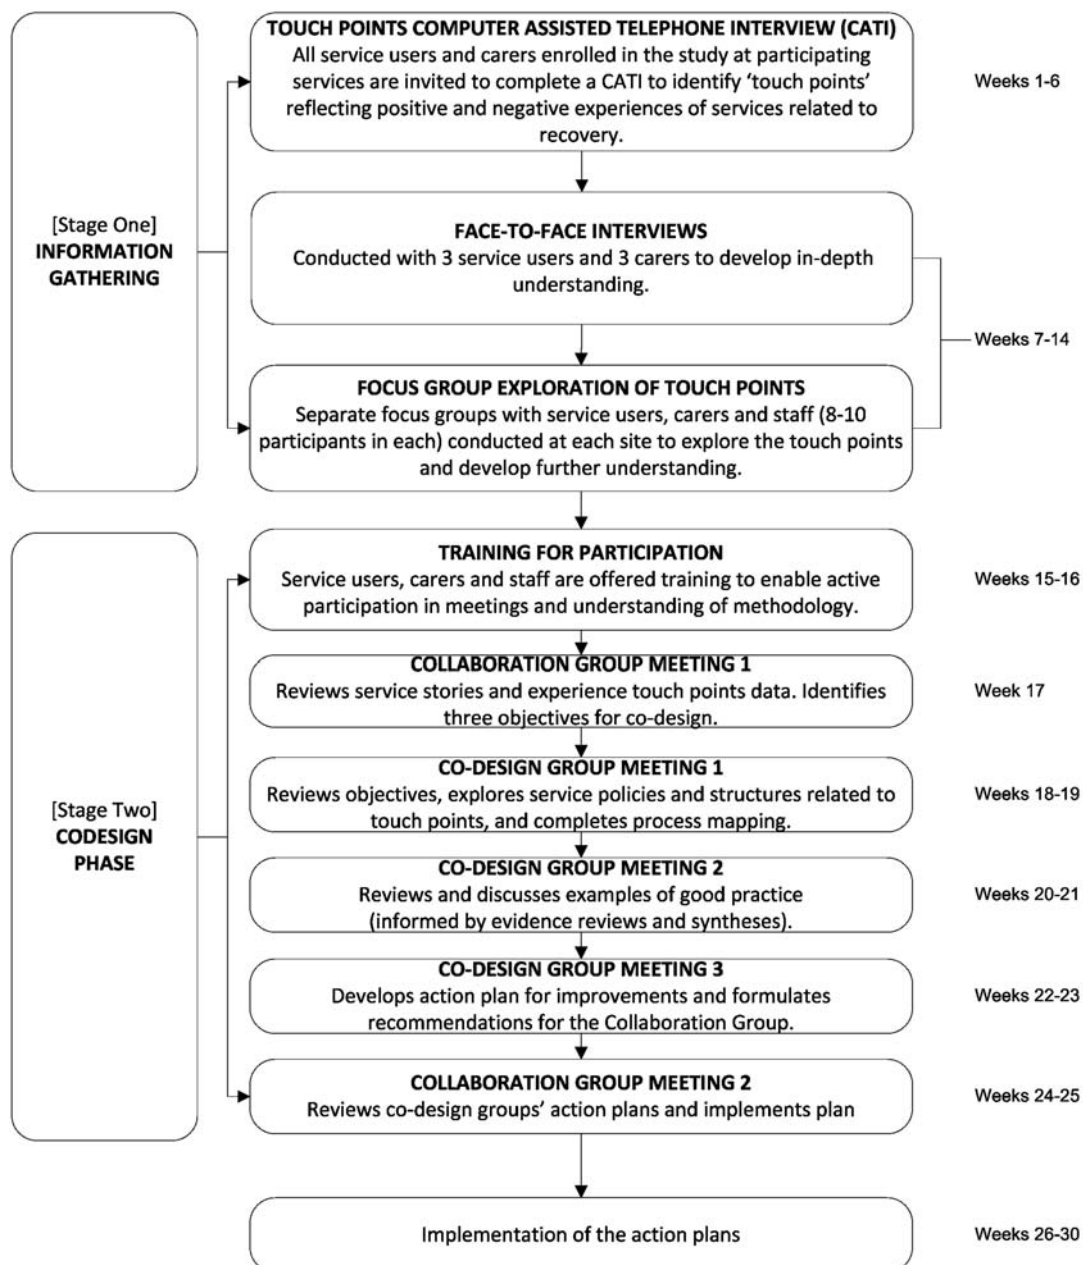 TOUCH POINTS COMPUTER ASSISTED TELEPHONE INTERVIEW (CATI)
All service users and carers enrolled in the study at participating
services are invited to complete a CATI to identify ‘touch points’
reflecting positive and negative experiences of services related to
recovery.
Weeks 1-6
[Stage One]
INFORMATION
GATHERING
FACE-TO-FACE INTERVIEWS
Conducted with 3 service users and 3 carers to develop in-depth
understanding.
Weeks 7-14
FOCUS GROUP EXPLORATION OF TOUCH POINTS
Separate focus groups with service users, carers and staff (8-10
participants in each) conducted at each site to explore the touch points
and develop further understanding.
TRAINING FOR PARTICIPATION
Service users, carers and staff are offered training to enable active
participation in meetings and understanding of methodology.
Weeks 15-16
COLLABORATION GROUP MEETING 1
Reviews service stories and experience touch points data. Identifies
three objectives for co-design.
Week 17
CO-DESIGN GROUP MEETING 1
Reviews objectives, explores service policies and structures related to
touch points, and completes process mapping.
Weeks 18-19
[Stage Two]
CODESIGN
PHASE
CO-DESIGN GROUP MEETING 2
Reviews and discusses examples of good practice
(informed by evidence reviews and syntheses).
Weeks 20-21
CO-DESIGN GROUP MEETING 3
Develops action plan for improvements and formulates
recommendations for the Collaboration Group.
Weeks 22-23
COLLABORATION GROUP MEETING 2
Reviews co-design groups’ action plans and implements plan
Weeks 24-25
Implementation of the action plans
Weeks 26-30